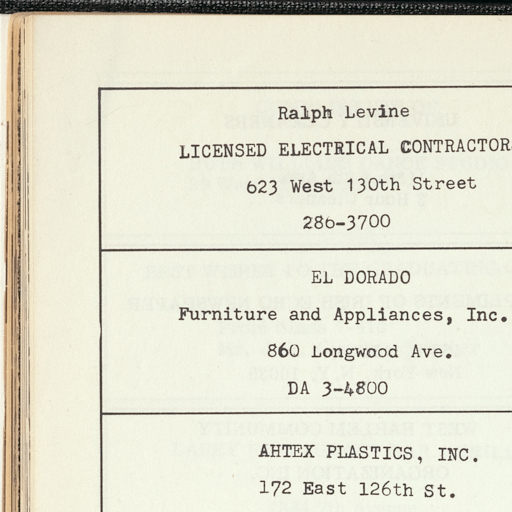 Ralph Levine
LICENSED ELECTRICAL CONTRACTOR
623 West 130th Street
286-3700
EL DORADO
Furniture and Appliances, Inc.
860 Longwood Ave.
DA 3-4800
AHTEX PLASTICS, INC.
172 East 126th St.